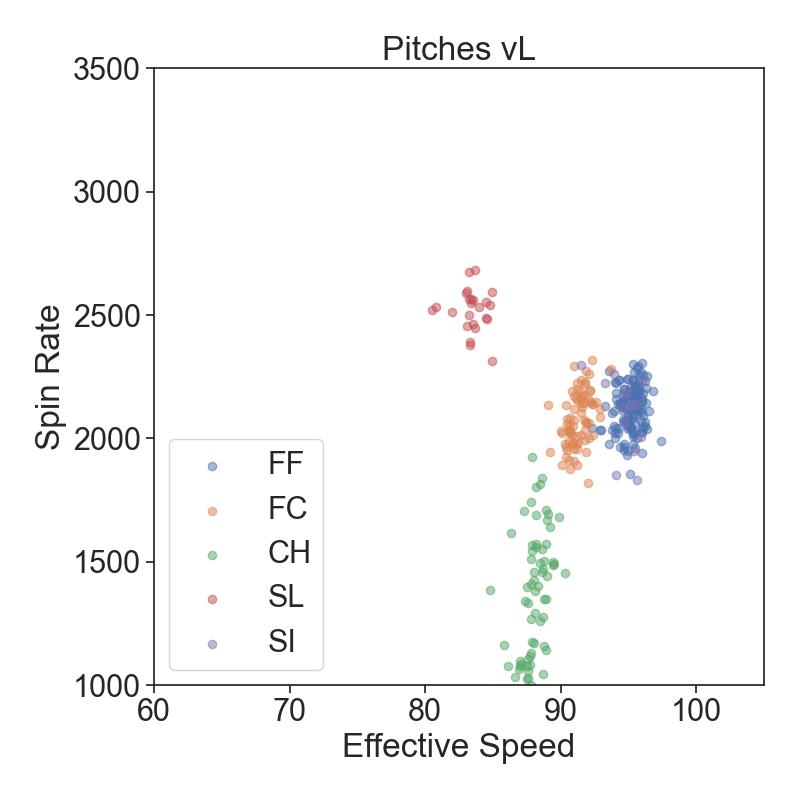 Pitches vL
3500
3000
2500
2000
1500
1000
Spin Rate
FF
FC
CH
SL
SI
60 70 80 90 100
Effective Speed